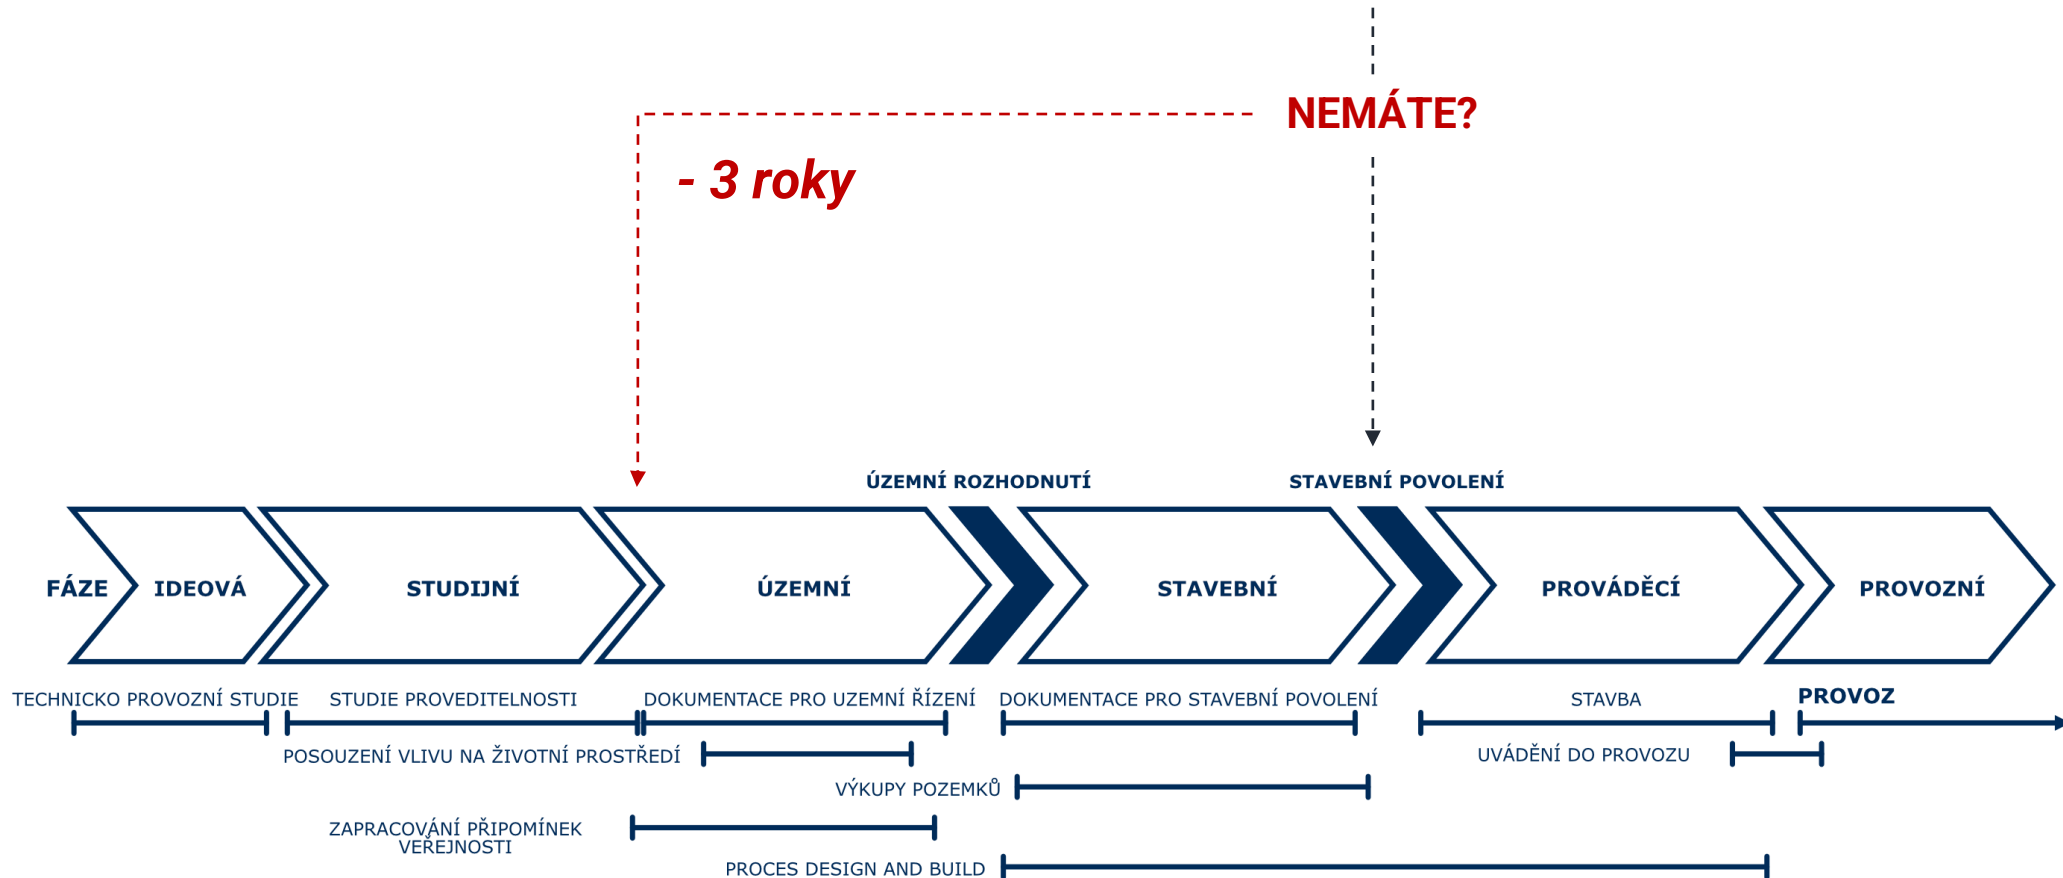 NEMÁTE?
- 3 roky
ÚZEMNÍ ROZHODNUTÍ
STAVEBNÍ POVOLENÍ
FÁZE
IDEOVÁ
STUDIJNÍ
ÚZEMNÍ
STAVEBNÍ
PROVÁDĚCÍ
PROVOZNÍ
TECHNICKO PROVOZNÍ STUDIE
STUDIE PROVEDITELNOSTI
DOKUMENTACE PRO UZEMNÍ ŘÍZENÍ
DOKUMENTACE PRO STAVEBNÍ POVOLENÍ
STAVBA
PROVOZ
POSOUZENÍ VLIVU NA ŽIVOTNÍ PROSTŘEDÍ
UVÁDĚNÍ DO PROVOZU
VÝKUPY POZEMKŮ
ZAPRACOVÁNÍ PŘIPOMÍNEK
VEŘEJNOSTI
PROCES DESIGN AND BUILD